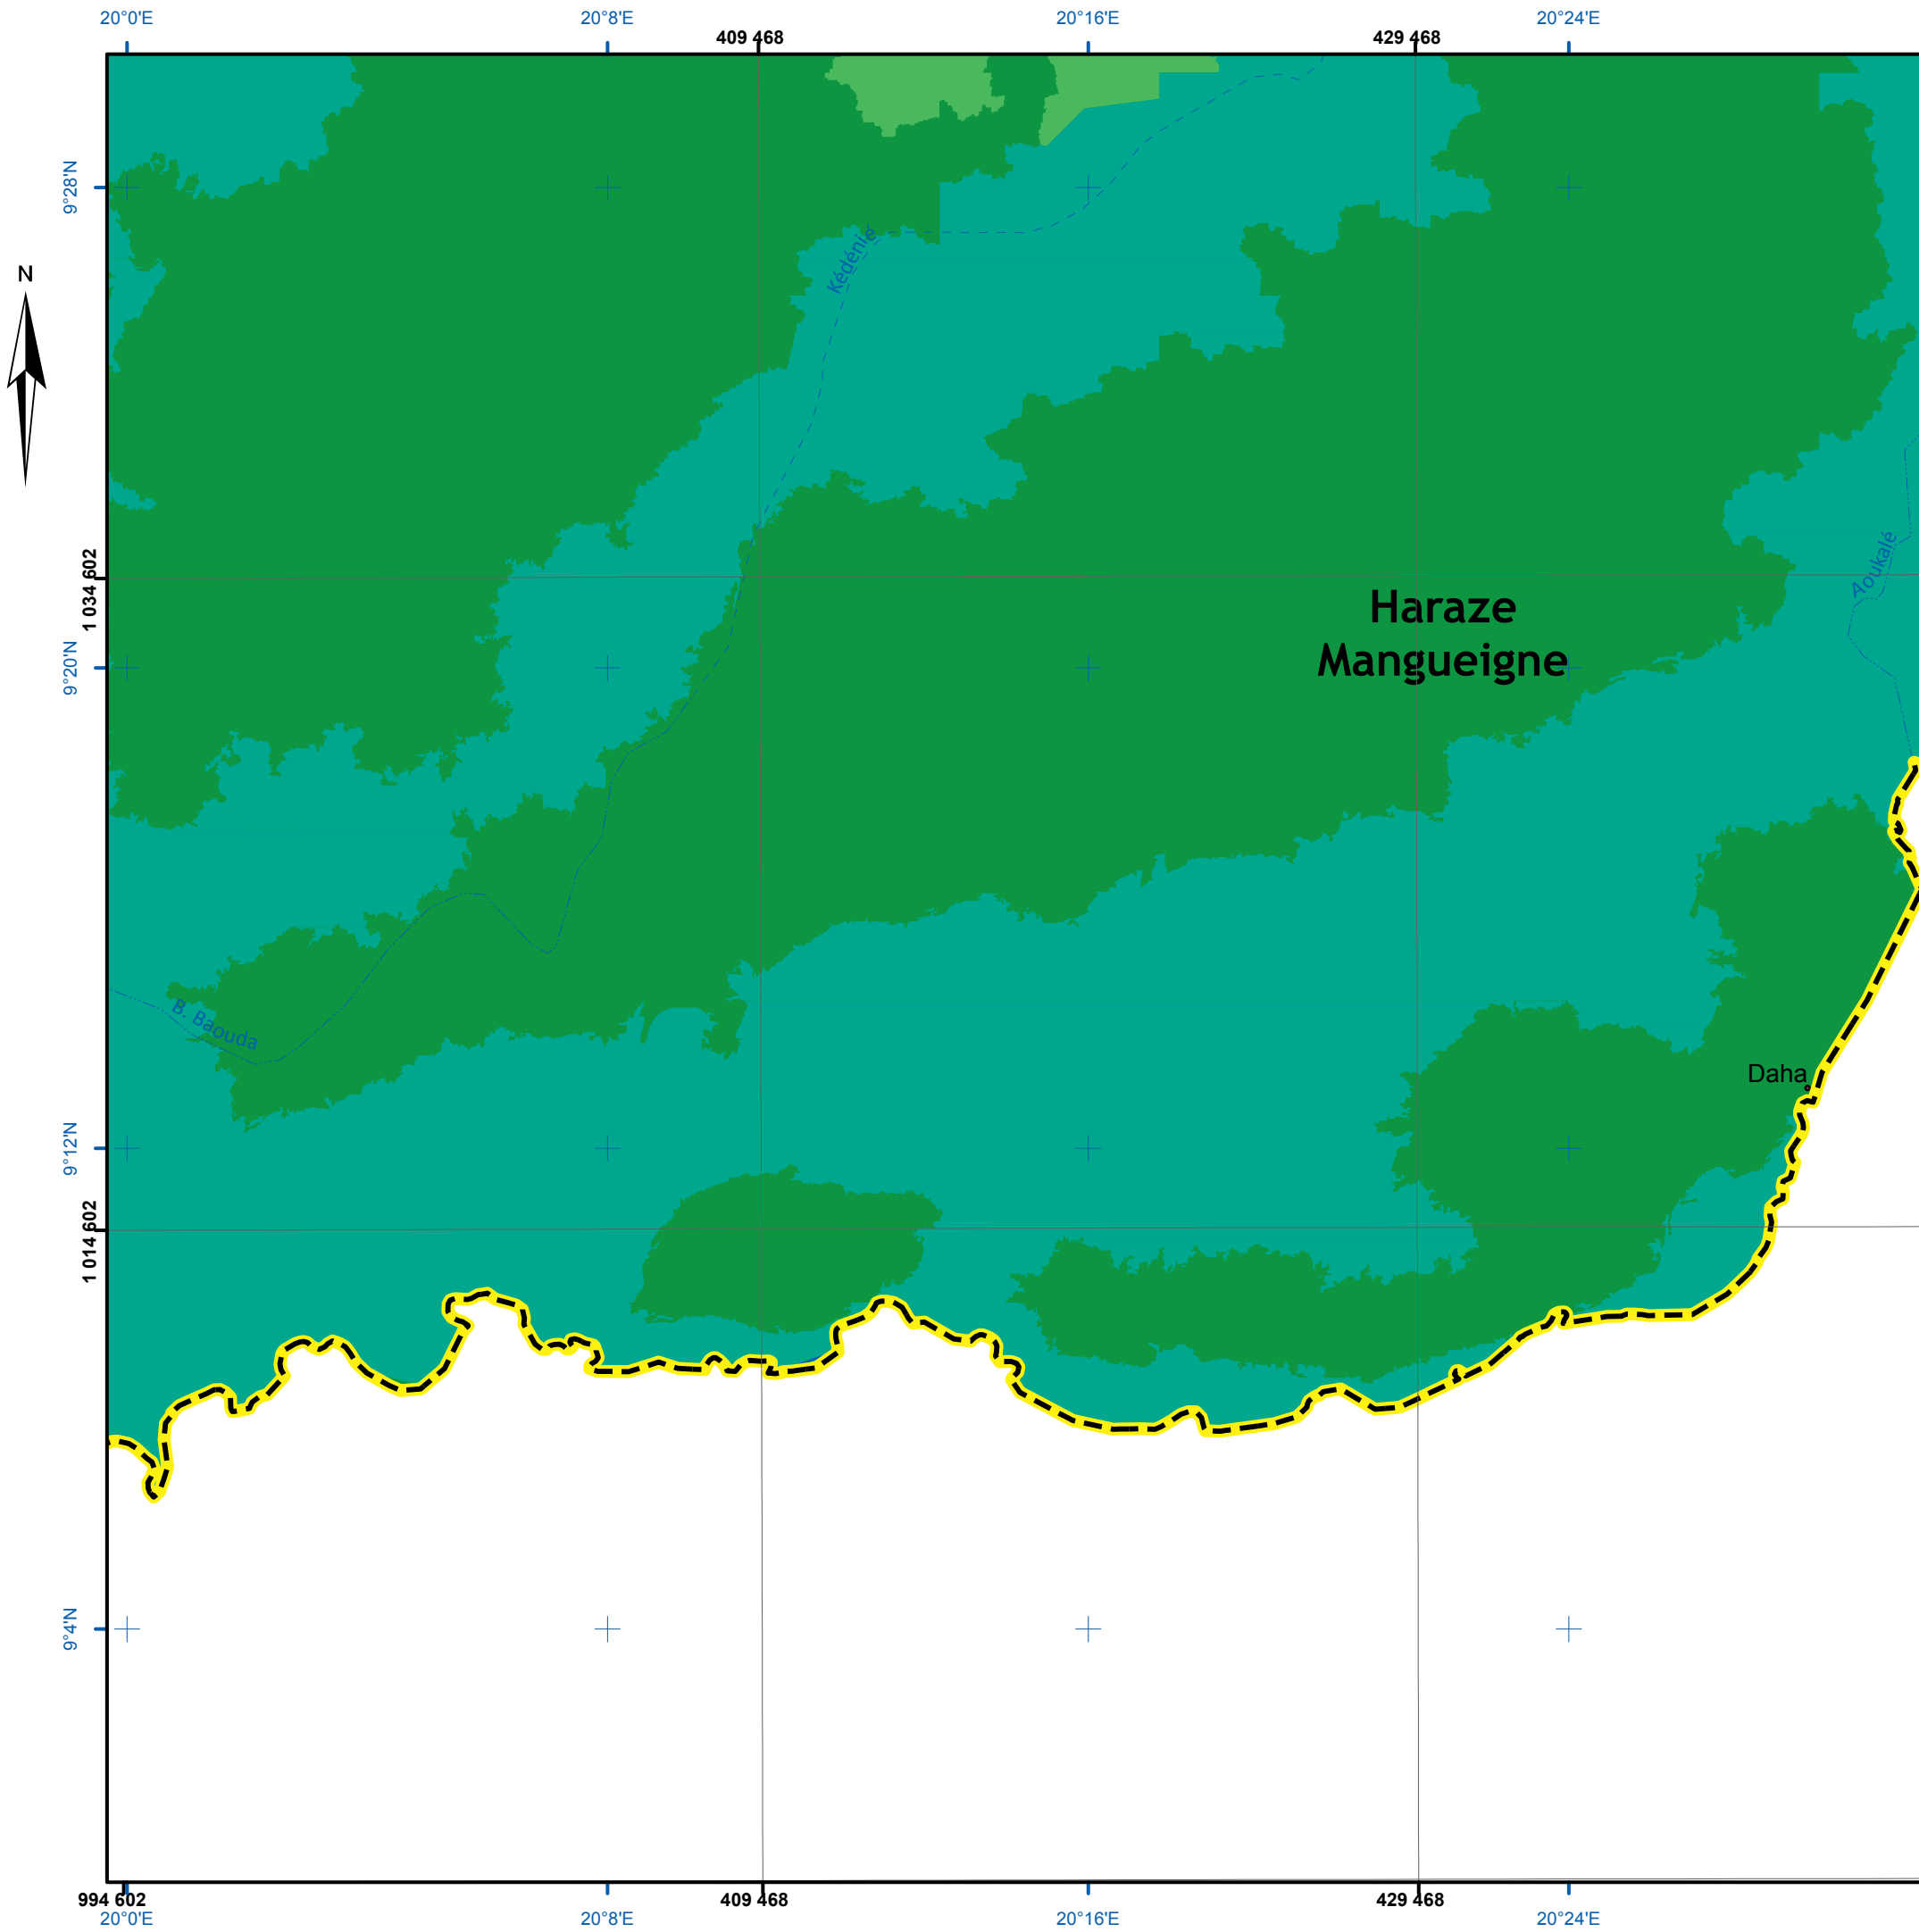 20°0'E 20°8'E 20°16'E 20°24'E
409 468 429 468
9°28'N
N
Kédénié
Aoukalé
1 034 602
Haraze
Mangueigne
9°20'N
B. Baouda
Daha
9°12'N
1 014 602
9°4'N
994 602 409 468 429 468
20°0'E 20°8'E 20°16'E 20°24'E